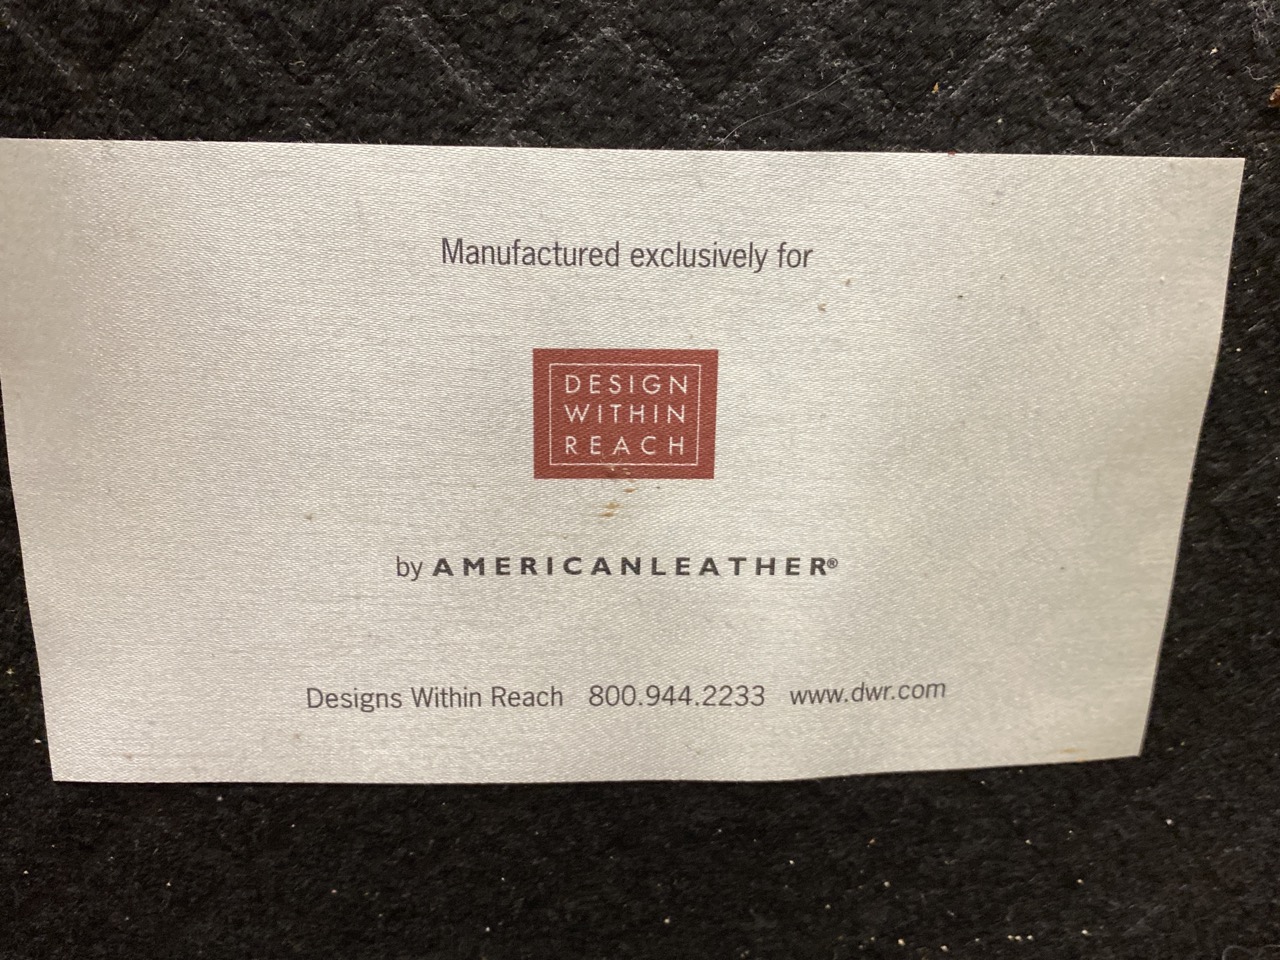 Manufactured exclusively for
DESIGN
WITHIN
REACH
by AMERICANLEATHER®
Designs Within Reach 800.944.2233 www.dwr.com